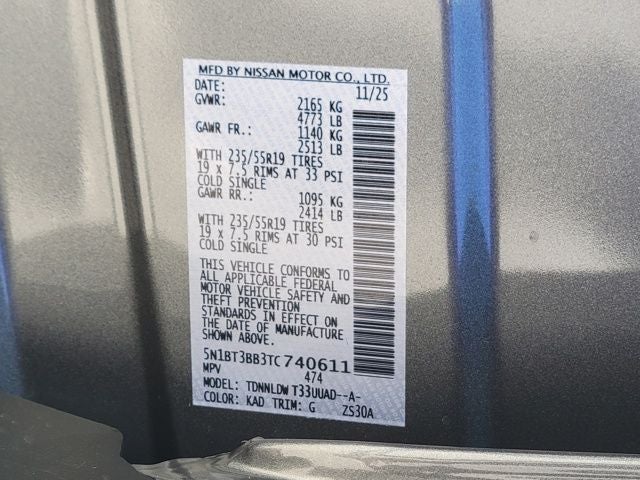 MFD BY NISSAN MOTOR CO., LTD.
DATE: 11/25
GVWR: 2165 KG
4773 LB
GAWR FR.: 1140 KG
2513 LB
WITH 235/55R19 TIRES
19 x 7.5 RIMS AT 33 PSI
COLD SINGLE
GAWR RR.: 1095 KG
2414 LB
WITH 235/55R19 TIRES
19 x 7.5 RIMS AT 30 PSI
COLD SINGLE
THIS VEHICLE CONFORMS TO
ALL APPLICABLE FEDERAL
MOTOR VEHICLE SAFETY AND
THEFT PREVENTION
STANDARDS IN EFFECT ON
THE DATE OF MANUFACTURE
SHOWN ABOVE.
5N1BT3BB3TC740611
MPV 474
MODEL: TDNNLDW T33UUAD--A-
COLOR: KAD TRIM: G ZS30A